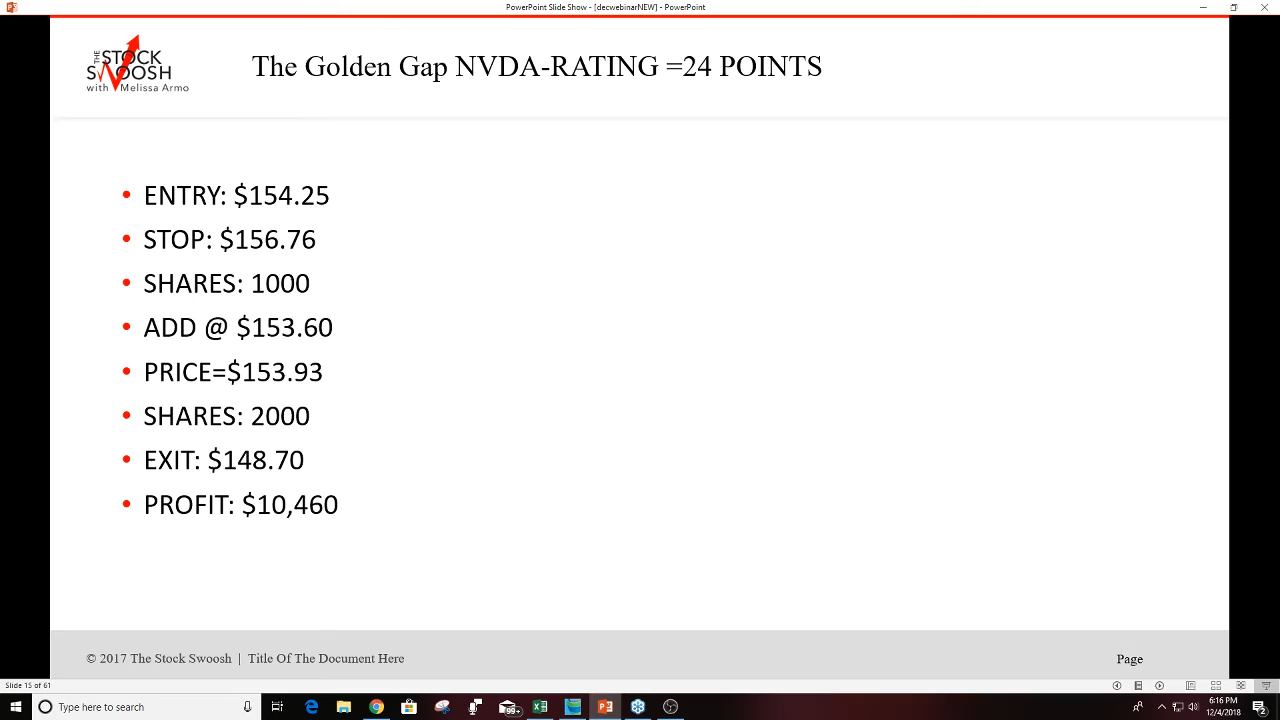 PowerPoint Slide Show - [decwebinarNEW] - PowerPoint
THE
STOCK
SWOOSH
with Melissa Armo
The Golden Gap NVDA-RATING =24 POINTS
• ENTRY: $154.25
• STOP: $156.76
• SHARES: 1000
• ADD @ $153.60
• PRICE=$153.93
• SHARES: 2000
• EXIT: $148.70
• PROFIT: $10,460
© 2017 The Stock Swoosh | Title Of The Document Here
Page
Slide 15 of 61
Type here to search
99+
6:16 PM
12/4/2018
2